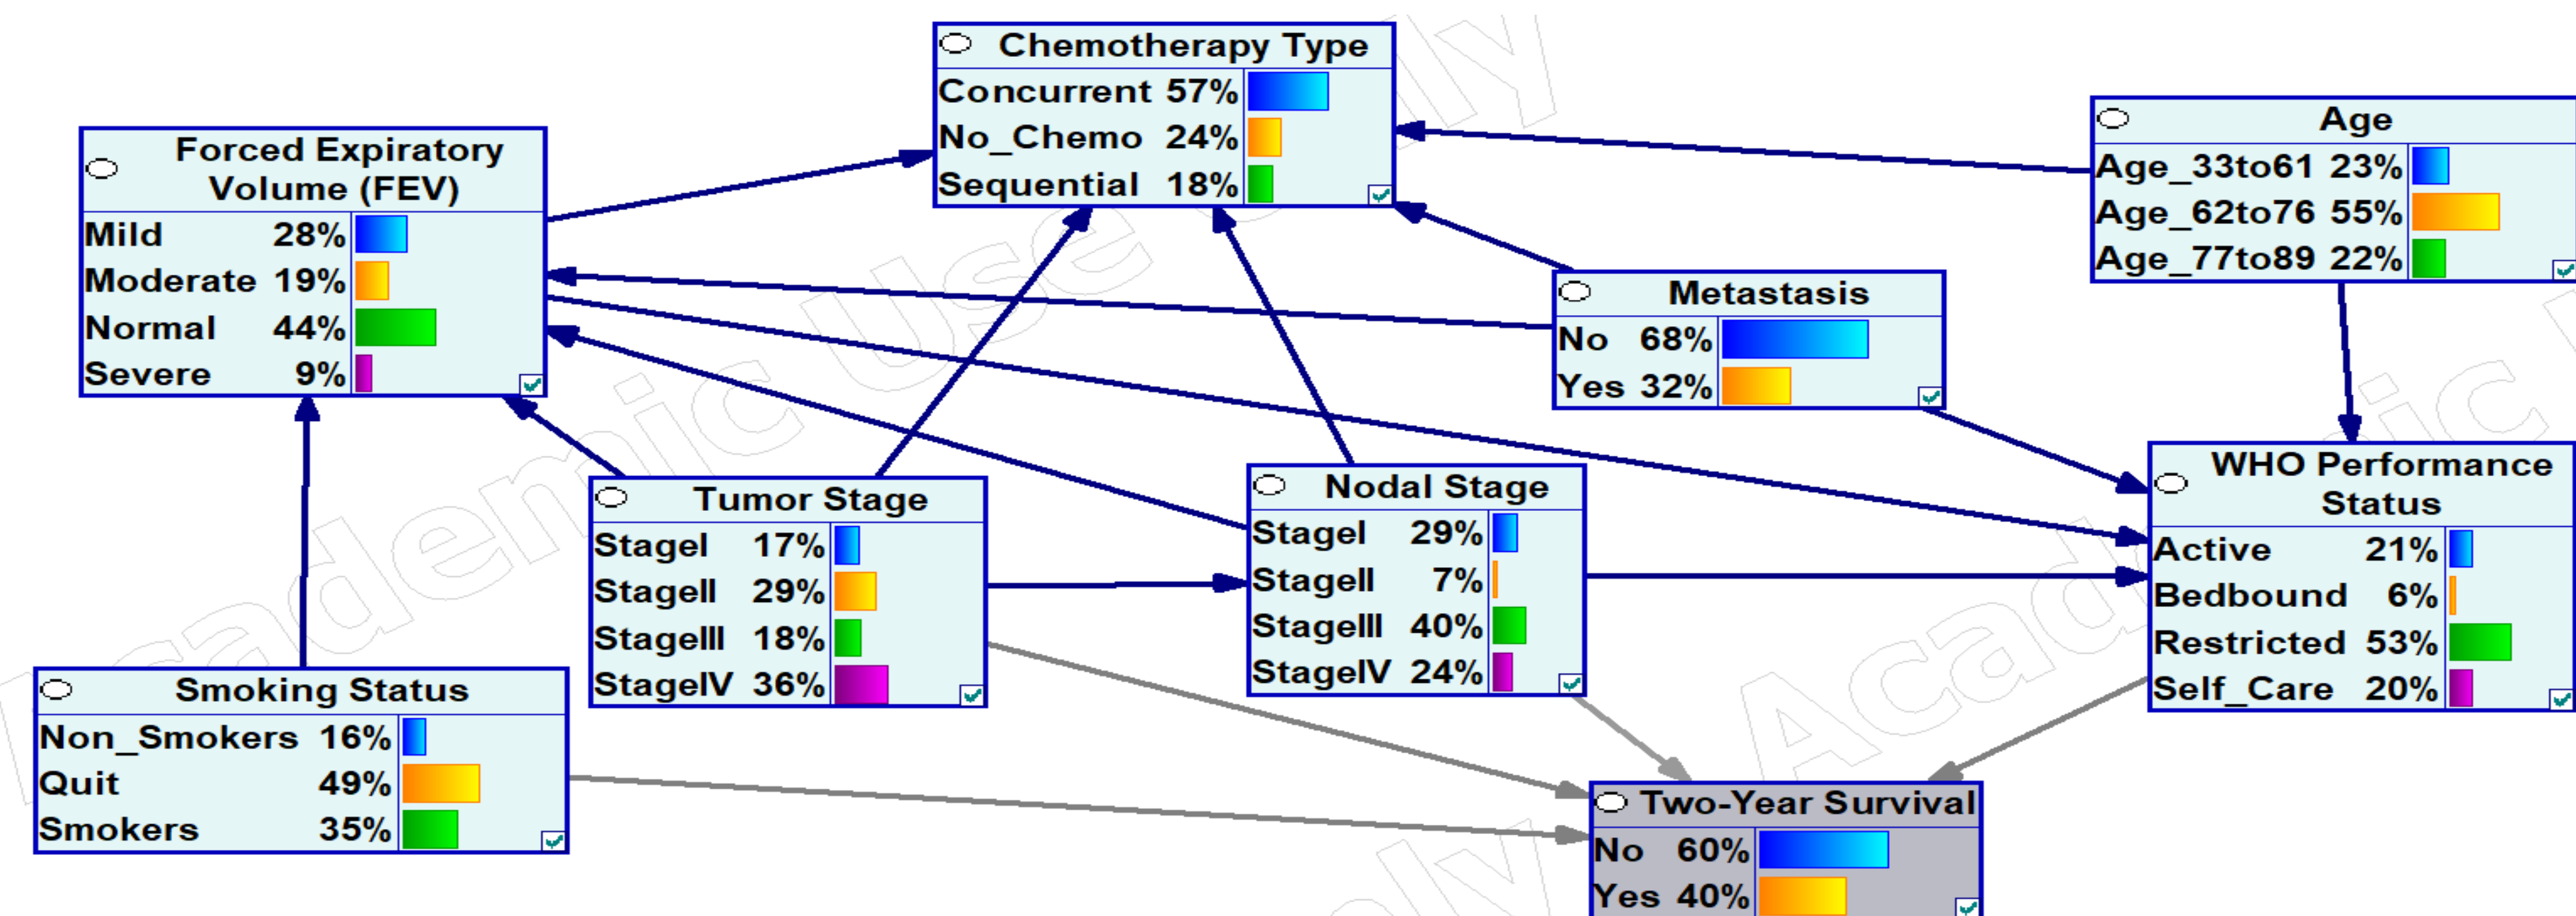 Chemotherapy Type
Concurrent 57%
No_Chemo 24%
Sequential 18%
Forced Expiratory
Volume (FEV)
Mild 28%
Moderate 19%
Normal 44%
Severe 9%
Age
Age_33to61 23%
Age_62to76 55%
Age_77to89 22%
Metastasis
No 68%
Yes 32%
Tumor Stage
StageI 17%
StageII 29%
StageIII 18%
StageIV 36%
Nodal Stage
StageI 29%
StageII 7%
StageIII 40%
StageIV 24%
WHO Performance
Status
Active 21%
Bedbound 6%
Restricted 53%
Self_Care 20%
Smoking Status
Non_Smokers 16%
Quit 49%
Smokers 35%
Two-Year Survival
No 60%
Yes 40%
Academic Use Only